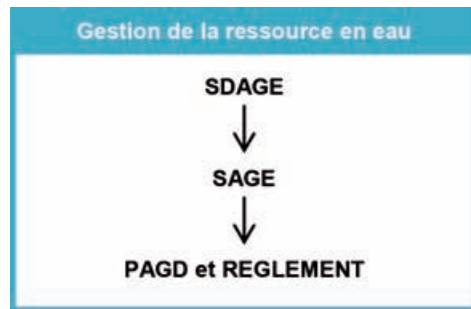 Gestion de la ressource en eau
SDAGE
SAGE
PAGD et REGLEMENT